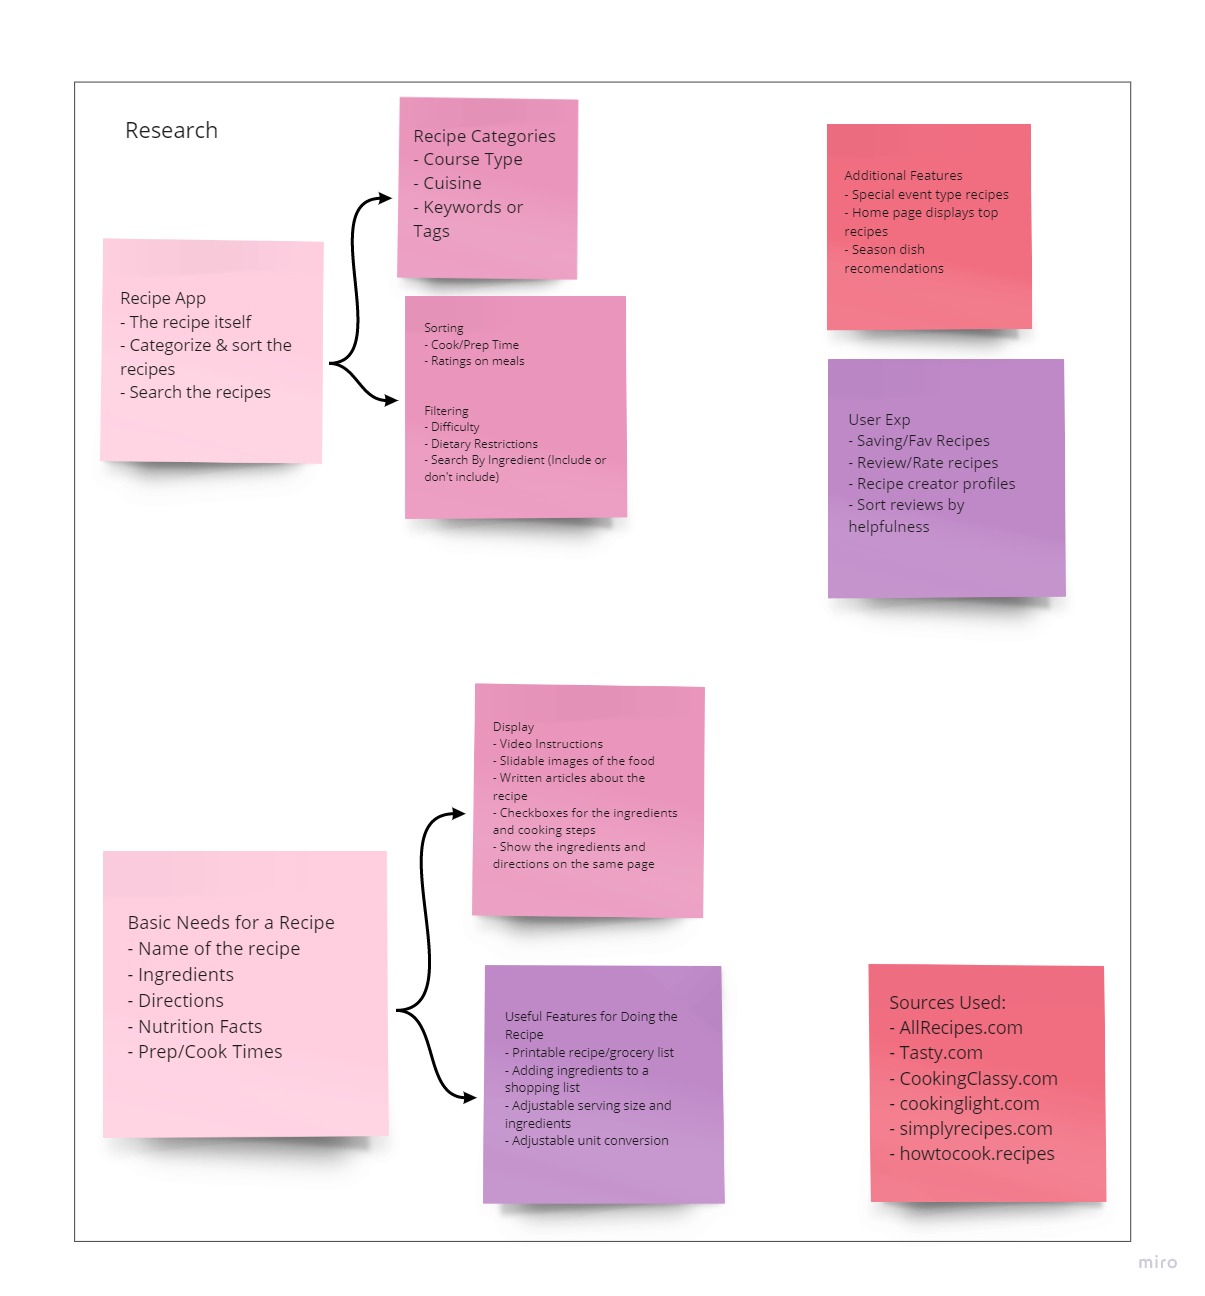 Research
Recipe Categories
- Course Type
- Cuisine
- Keywords or
Tags
Recipe App
- The recipe itself
- Categorize & sort the
recipes
- Search the recipes
Sorting
- Cook/Prep Time
- Ratings on meals
Filtering
- Difficulty
- Dietary Restrictions
- Search By Ingredient (Include or
don't include)
Additional Features
- Special event type recipes
- Home page displays top
recipes
- Season dish
recomendations
User Exp
- Saving/Fav Recipes
- Review/Rate recipes
- Recipe creator profiles
- Sort reviews by
helpfulness
Display
- Video Instructions
- Slidable images of the food
- Written articles about the
recipe
- Checkboxes for the ingredients
and cooking steps
- Show the ingredients and
directions on the same page
Basic Needs for a Recipe
- Name of the recipe
- Ingredients
- Directions
- Nutrition Facts
- Prep/Cook Times
Useful Features for Doing the
Recipe
- Printable recipe/grocery list
- Adding ingredients to a
shopping list
- Adjustable serving size and
ingredients
- Adjustable unit conversion
Sources Used:
- AllRecipes.com
- Tasty.com
- CookingClassy.com
- cookinglight.com
- simplyrecipes.com
- howtocook.recipes
miro